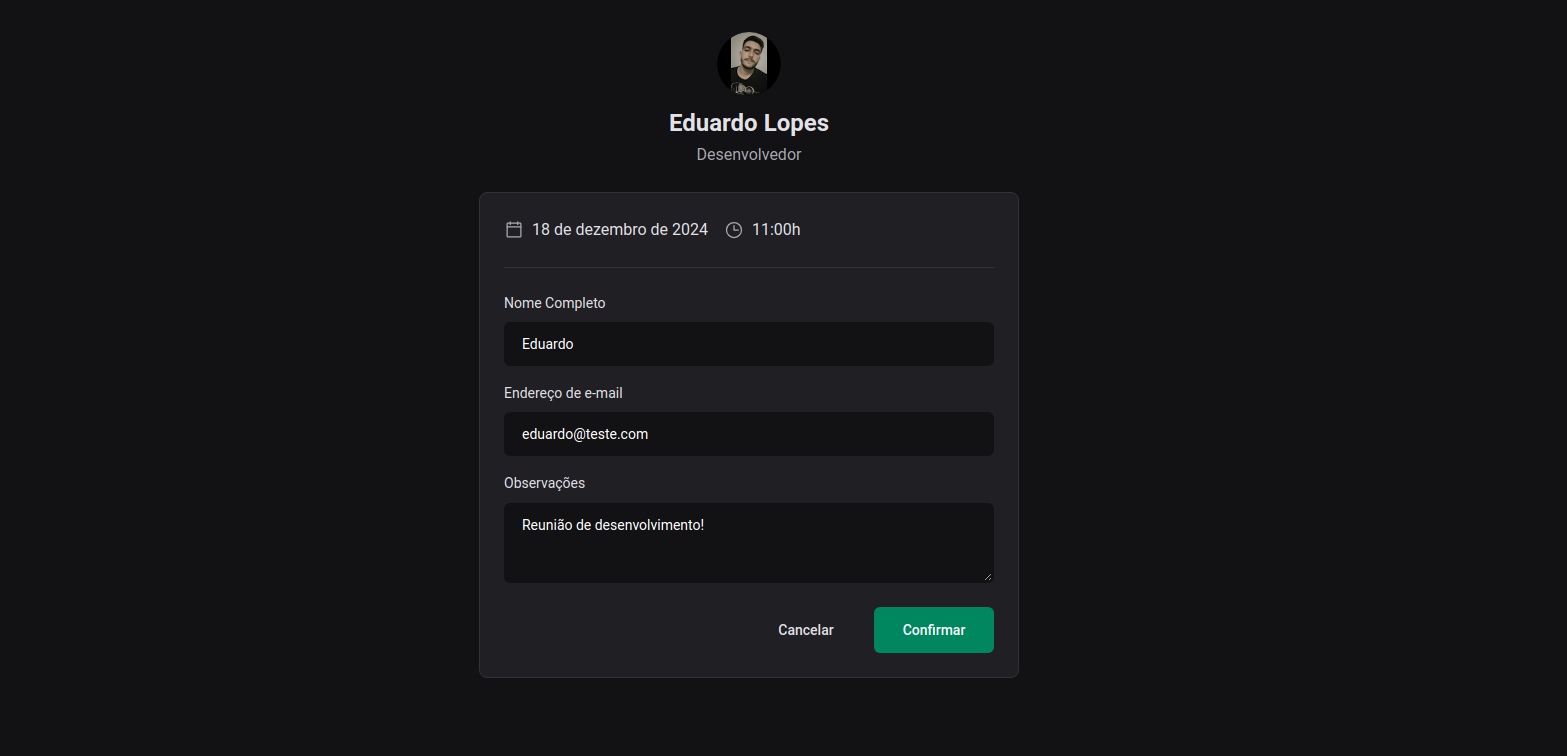 Eduardo Lopes
Desenvolvedor
18 de dezembro de 2024 11:00h
Nome Completo
Eduardo
Endereço de e-mail
eduardo@teste.com
Observações
Reunião de desenvolvimento!
Cancelar Confirmar